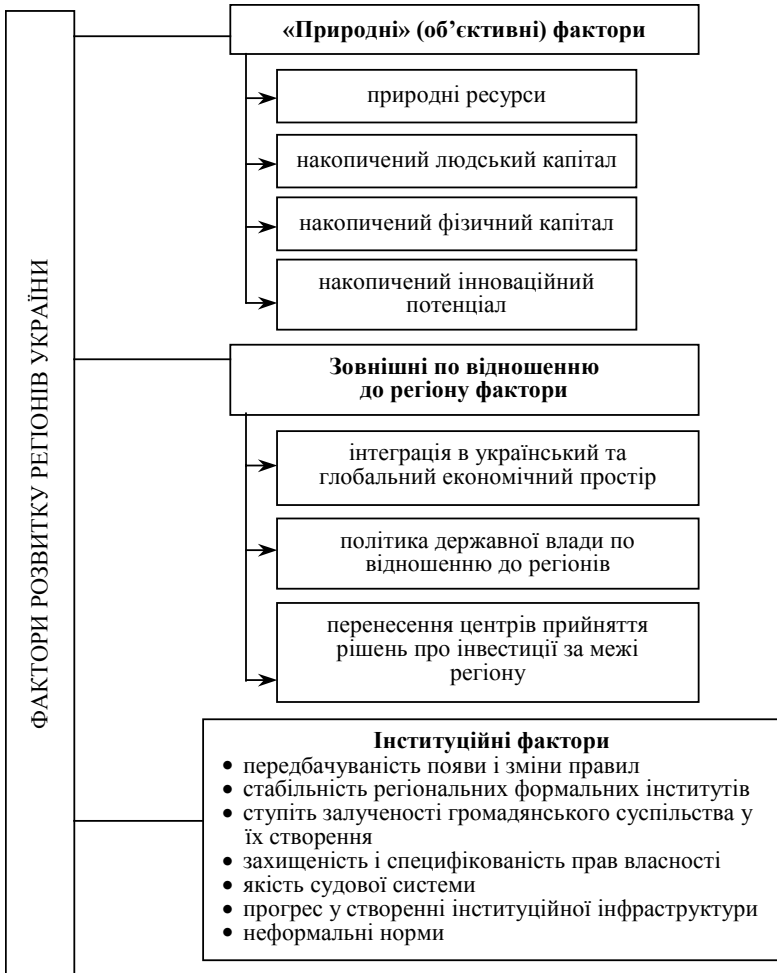 ФАКТОРИ РОЗВИТКУ РЕГІОНІВ УКРАЇНИ
«Природні» (об’єктивні) фактори
природні ресурси
накопичений людський капітал
накопичений фізичний капітал
накопичений інноваційний
потенціал
Зовнішні по відношенню
до регіону фактори
інтеграція в український та
глобальний економічний простір
політика державної влади по
відношенню до регіонів
перенесення центрів прийняття
рішень про інвестиції за межі
регіону
Інституційні фактори
• передбачуваність появи і зміни правил
• стабільність регіональних формальних інститутів
• ступіть залученості громадянського суспільства у
їх створення
• захищеність і специфікованість прав власності
• якість судової системи
• прогрес у створенні інституційної інфраструктури
• неформальні норми